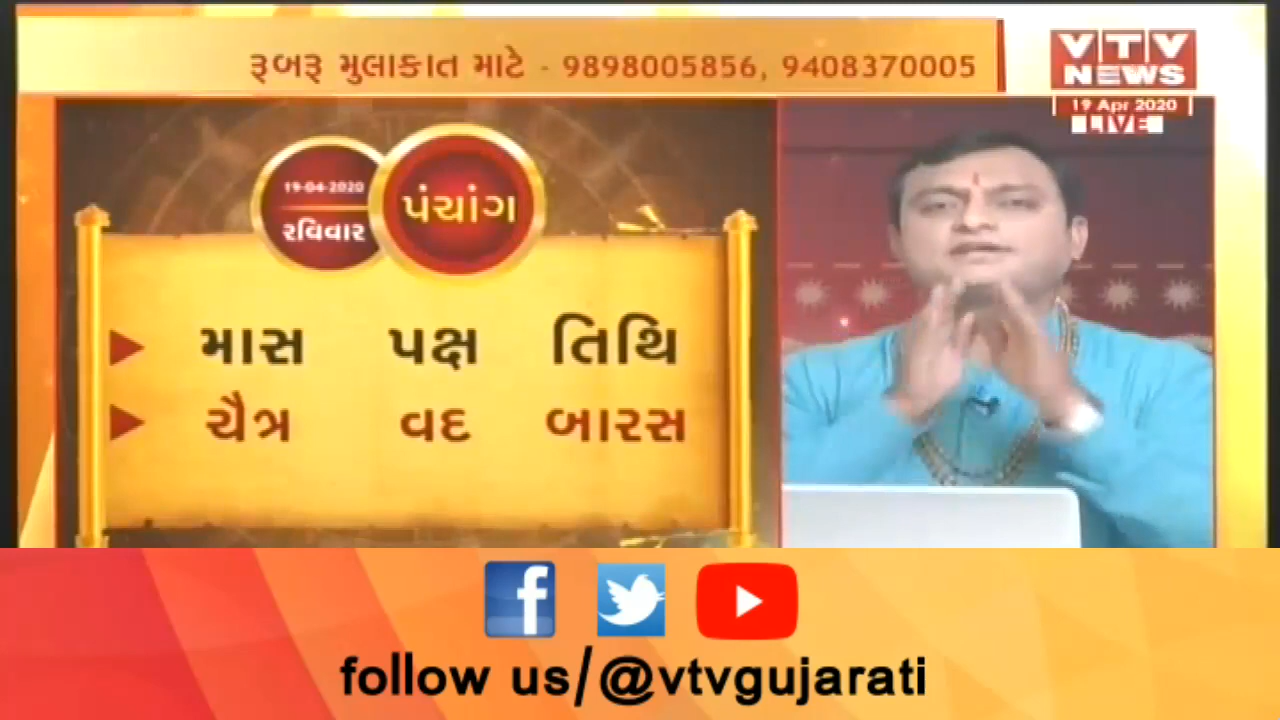 રૂબરૂ મુલાકાત માટે - 9898005856, 9408370005
VTV
NEWS
19 Apr 2020
LIVE
19-04-2020
રવિવાર
પંચાંગ
માસ પક્ષ તિથિ
ચૈત્ર વદ બારસ
follow us/@vtvgujarati